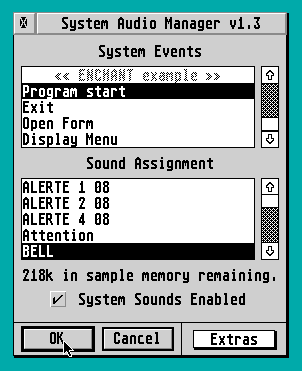 System Audio Manager v1.3
System Events
<< ENCHANT example >>
Program start
Exit
Open Form
Display Menu
Sound Assignment
ALERTE 1 08
ALERTE 2 08
ALERTE 4 08
Attention
BELL
218k in sample memory remaining.
System Sounds Enabled
OK Cancel Extras